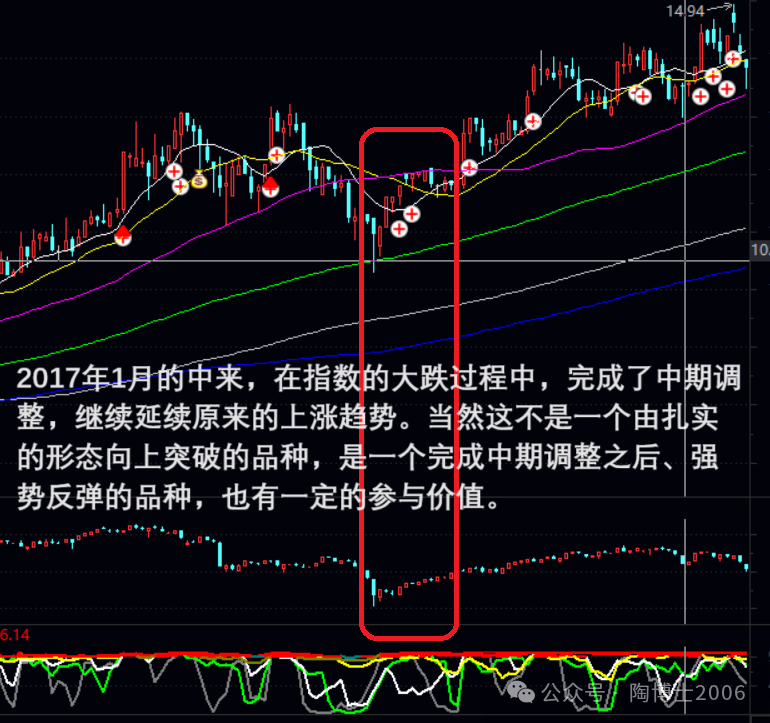 14.94
10.
2017年1月的中来，在指数的大跌过程中，完成了中期调
整，继续延续原来的上涨趋势。当然这不是一个由扎实
的形态向上突破的品种，是一个完成中期调整之后、强
势反弹的品种，也有一定的参与价值。
6.14
公众号 陶博士2006